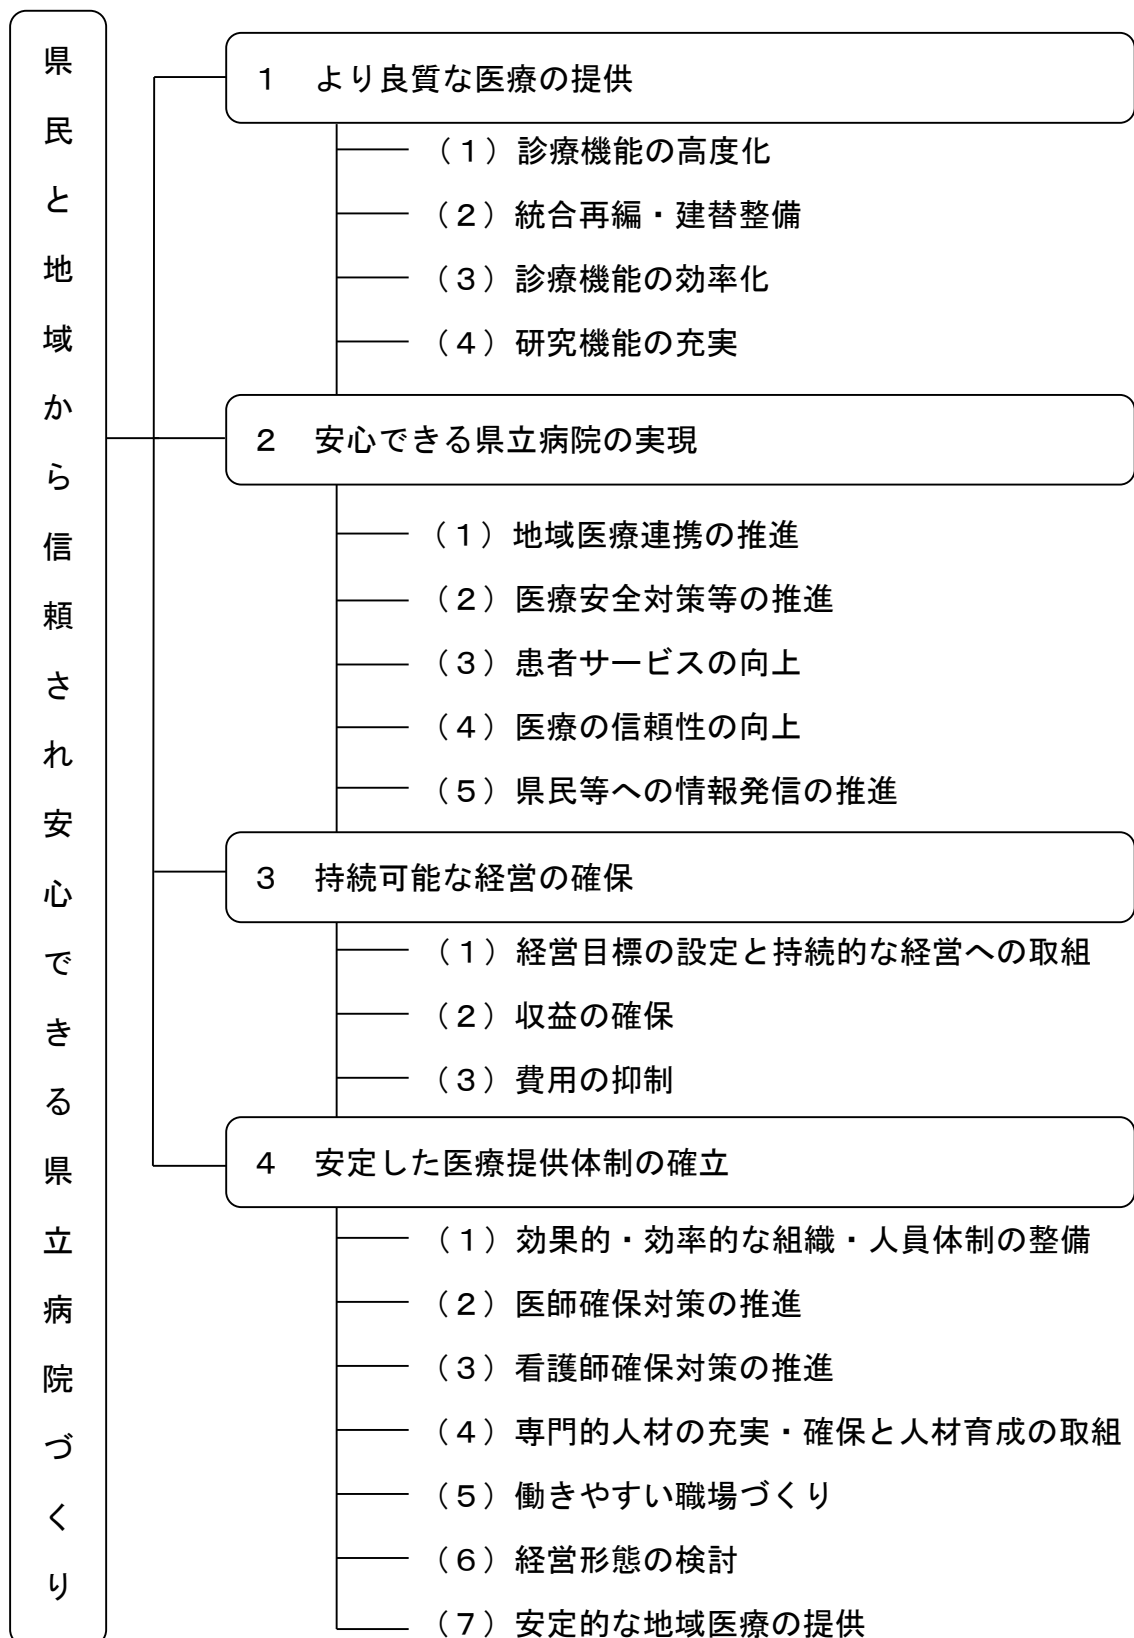 県民と地域から信頼され安心できる県立病院づくり
１　より良質な医療の提供
（１）診療機能の高度化
（２）統合再編・建替整備
（３）診療機能の効率化
（４）研究機能の充実
２　安心できる県立病院の実現
（１）地域医療連携の推進
（２）医療安全対策等の推進
（３）患者サービスの向上
（４）医療の信頼性の向上
（５）県民等への情報発信の推進
３　持続可能な経営の確保
（１）経営目標の設定と持続的な経営への取組
（２）収益の確保
（３）費用の抑制
４　安定した医療提供体制の確立
（１）効果的・効率的な組織・人員体制の整備
（２）医師確保対策の推進
（３）看護師確保対策の推進
（４）専門的人材の充実・確保と人材育成の取組
（５）働きやすい職場づくり
（６）経営形態の検討
（７）安定的な地域医療の提供